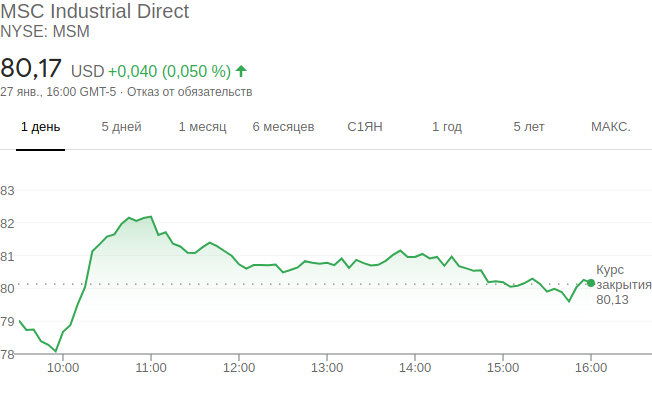 MSC Industrial Direct
NYSE: MSM
80,17 USD +0,040 (0,050 %)
27 янв., 16:00 GMT-5 · Отказ от обязательств
1 день 5 дней 1 месяц 6 месяцев С1ЯН 1 год 5 лет МАКС.
83
82
81
80
79
78
Курс
закрытия
80,13
10:00 11:00 12:00 13:00 14:00 15:00 16:00